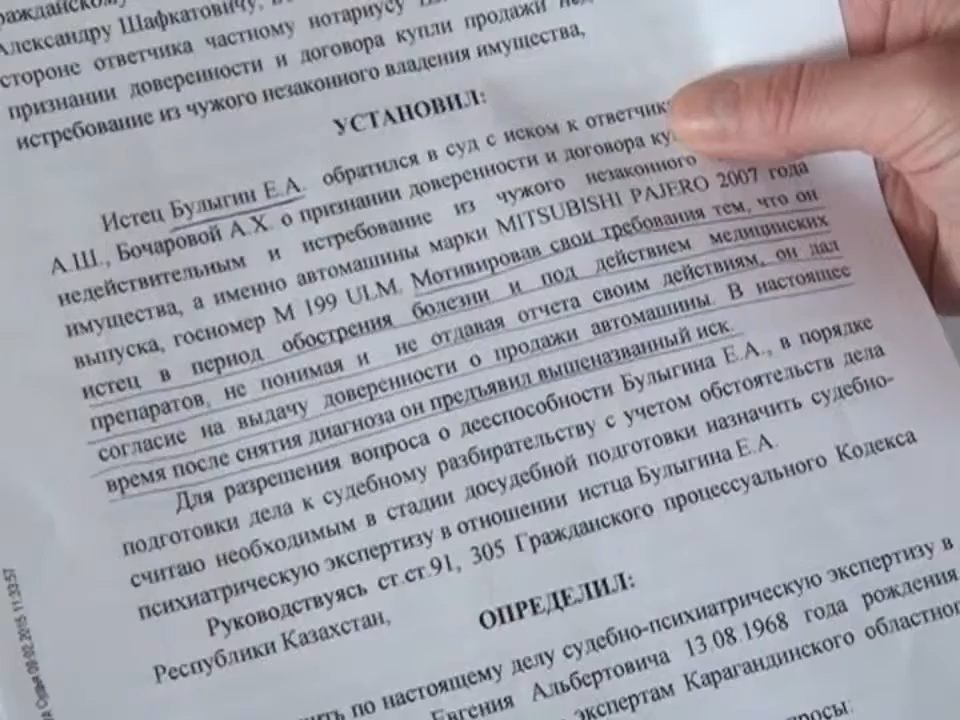 Александру Шафкатовичу,
стороне ответчика частному нотариусу
признании доверенности и договора купли продажи
истребование из чужого незаконного владения имущества,
УСТАНОВИЛ:
Истец Булыгин Е.А. обратился в суд с иском к ответчик
А.Ш., Бочаровой А.Х. о признании доверенности и договора ку
недействительным и истребование из чужого незаконного
имущества, а именно автомашины марки MITSUBISHI PAJERO 2007 года
выпуска, госномер М 199 ULM. Мотивировав свои требования тем, что он
истец в период обострения болезни и под действием медицинских
препаратов, не понимая и не отдавая отчета своим действиям, он дал
согласие на выдачу доверенности о продажи автомашины. В настоящее
время после снятия диагноза он предъявил вышеназванный иск.
Для разрешения вопроса о дееспособности Булыгина Е.А., в порядке
подготовки дела к судебному разбирательству с учетом обстоятельств дела
считаю необходимым в стадии досудебной подготовки назначить судебно-
психиатрическую экспертизу в отношении истца Булыгина Е.А.
Руководствуясь ст.ст.91, 305 Гражданского процессуального Кодекса
Республики Казахстан,
ОПРЕДЕЛИЛ:
ить по настоящему делу судебно-психиатрическую экспертизу в
Евгения Альбертовича 13.08.1968 года рождения
экспертам Карагандинского областног
просы: